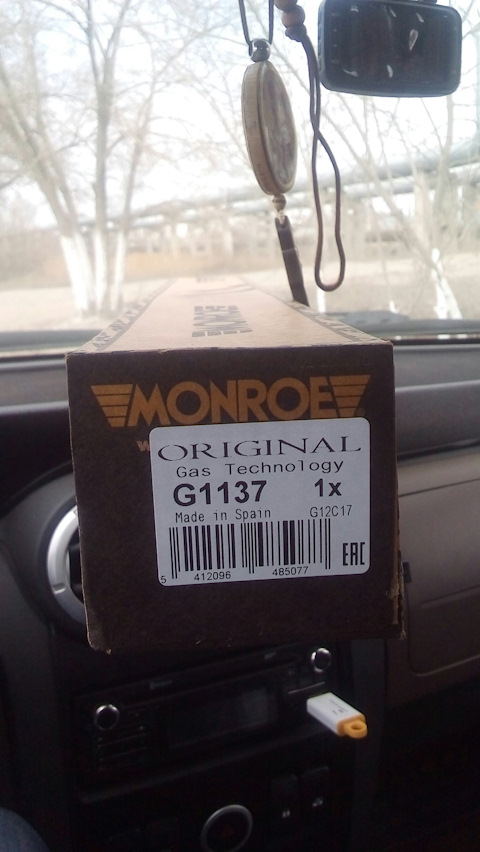 MONROE
ORIGINAL
Gas Technology
G1137 1x
Made in Spain G12C17
EAC
5 412096 485077